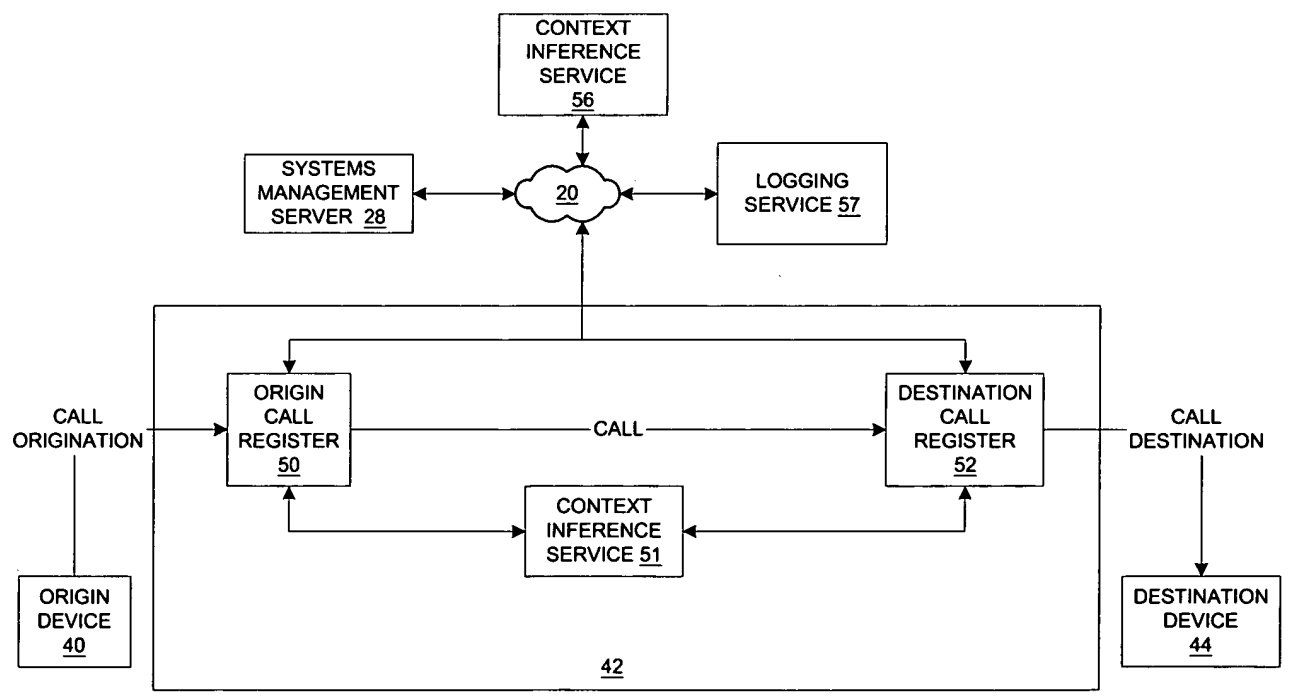 CONTEXT
INFERENCE
SERVICE
56
SYSTEMS
MANAGEMENT
SERVER 28
20
LOGGING
SERVICE 57
CALL
ORIGINATION
ORIGIN
CALL
REGISTER
50
CALL
DESTINATION
CALL
REGISTER
52
CALL
DESTINATION
CONTEXT
INFERENCE
SERVICE 51
ORIGIN
DEVICE
40
42
DESTINATION
DEVICE
44